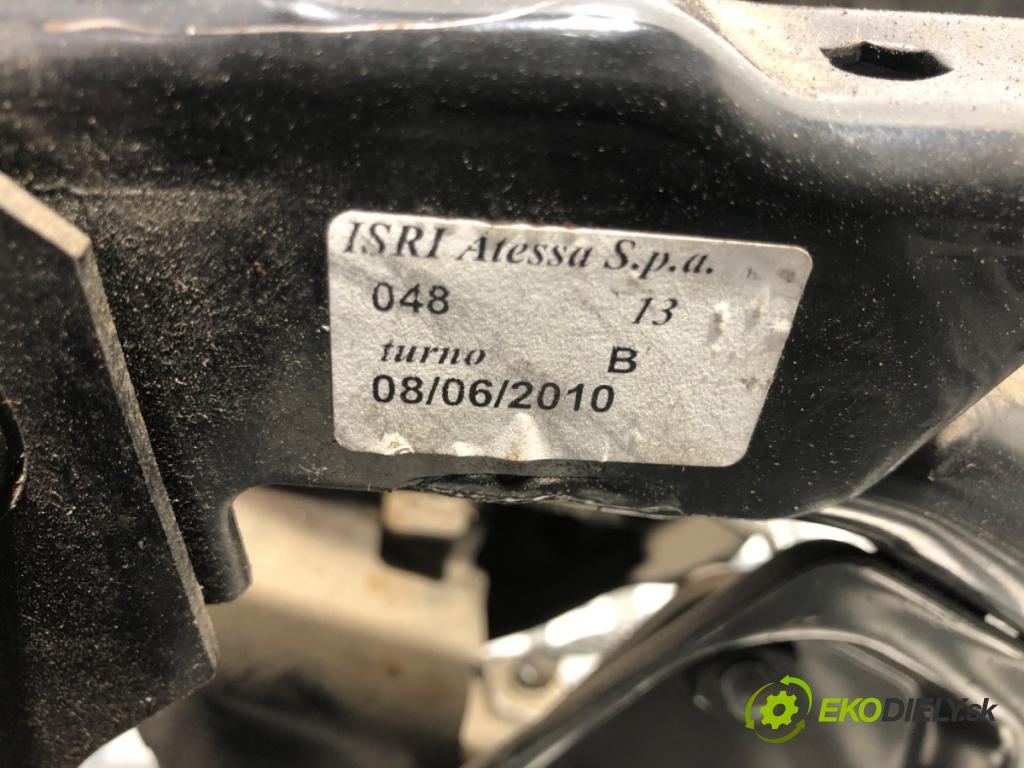 ISRI Atessa S.p.a.
048 13
turno B
08/06/2010
EKODIELY.sk